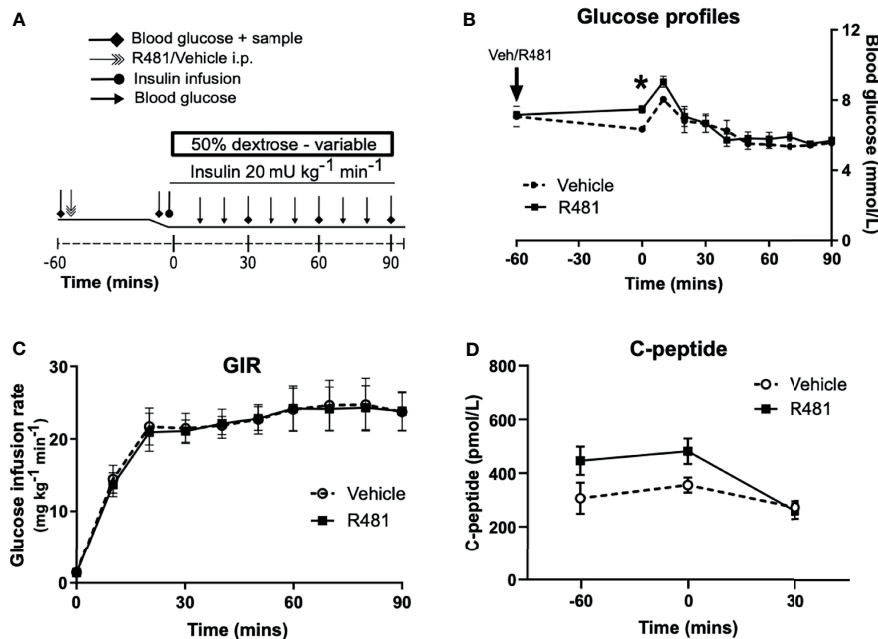 A
Blood glucose + sample
R481/Vehicle i.p.
Insulin infusion
Blood glucose
50% dextrose - variable
Insulin 20 mU kg-1 min-1
-60 0 30 60 90
Time (mins)
B
Glucose profiles
Veh/R481
*
Vehicle
R481
12
8
4
0
Blood glucose
(mmol/L)
-60 -30 0 30 60 90
Time (mins)
C
GIR
30
20
10
0
Glucose infusion rate
(mg kg-1 min-1)
Vehicle
R481
0 30 60 90
Time (mins)
D
C-peptide
800
600
400
200
0
C-peptide (pmol/L)
Vehicle
R481
-60 0 30
Time (mins)